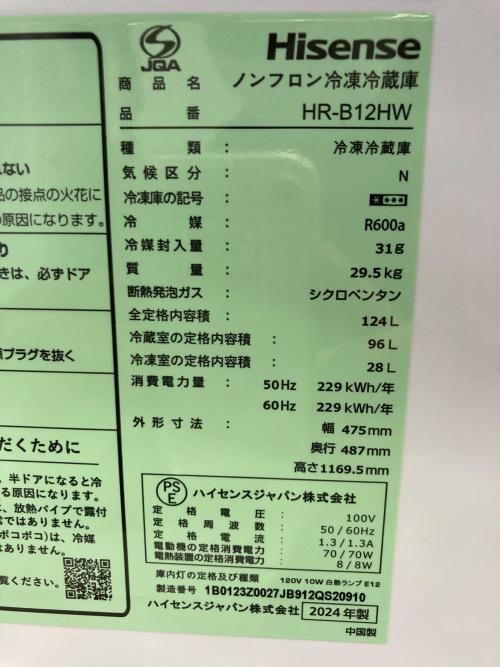 JQA
Hisense
商品名 ノンフロン冷凍冷蔵庫
品番 HR-B12HW
種類 : 冷凍冷蔵庫
気候区分 : N
冷凍庫の記号 :
冷媒 : R600a
冷媒封入量 : 31g
質量 : 29.5kg
断熱発泡ガス : シクロペンタン
全定格内容積 : 124L
冷蔵室の定格内容積 : 96L
冷凍室の定格内容積 : 28L
消費電力量 : 50Hz 229 kWh/年
60Hz 229 kWh/年
外形寸法 : 幅 475mm
奥行 487mm
高さ1169.5mm
PSE ハイセンスジャパン株式会社
定格電圧 : 100V
定格周波数 : 50/60Hz
定格電流 : 1.3/1.3A
電動機の定格消費電力 : 70/70W
電熱装置の定格消費電力 : 8/8W
庫内灯の定格及び種類 120V 10W 白熱ランプ E12
製造番号 : 1B0123Z0027JB912QS20910
ハイセンスジャパン株式会社 2024年製
中国製
ない
品の接点の火花に
原因になります。
り
きは、必ずドア
プラグを抜く
だくために
、半ドアになると冷
る原因になります。
、放熱パイプで露付
ではありません。
ポコポコ)は、冷媒
はありません。
覧ください。